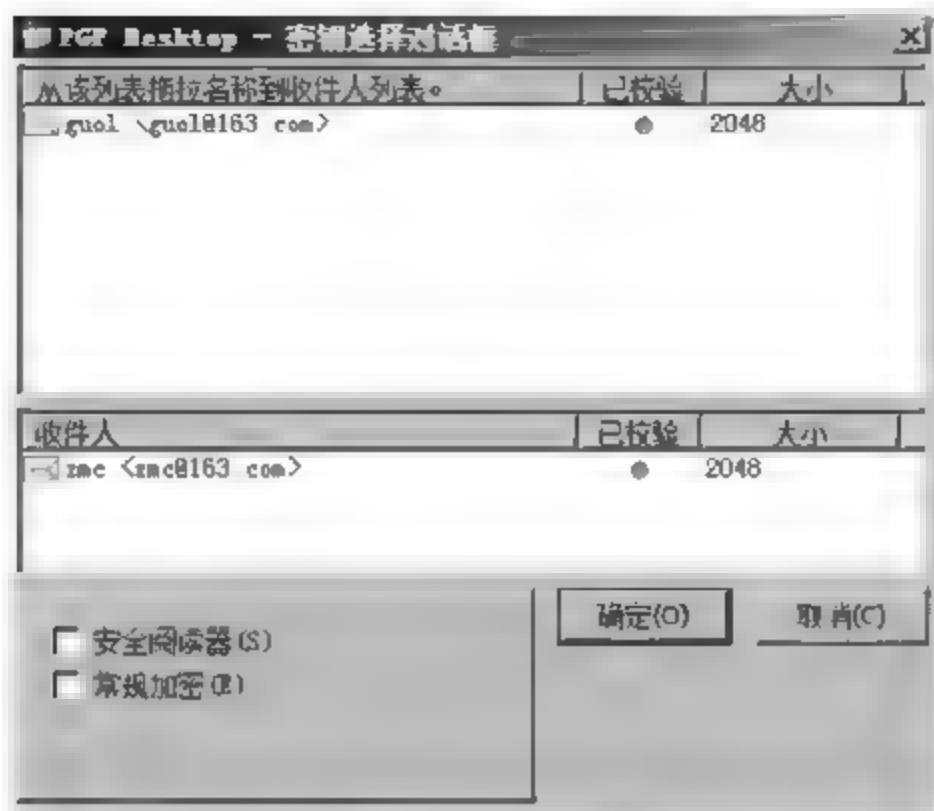 PGP Desktop - 密钥选择对话框
从该列表拖拉名称到收件人列表。 已校验 大小
guol <guol@163.com> 2048
收件人 已校验 大小
zmc <zmc@163.com> 2048
确定(O) 取消(C)
安全阅读器(S)
常规加密(E)